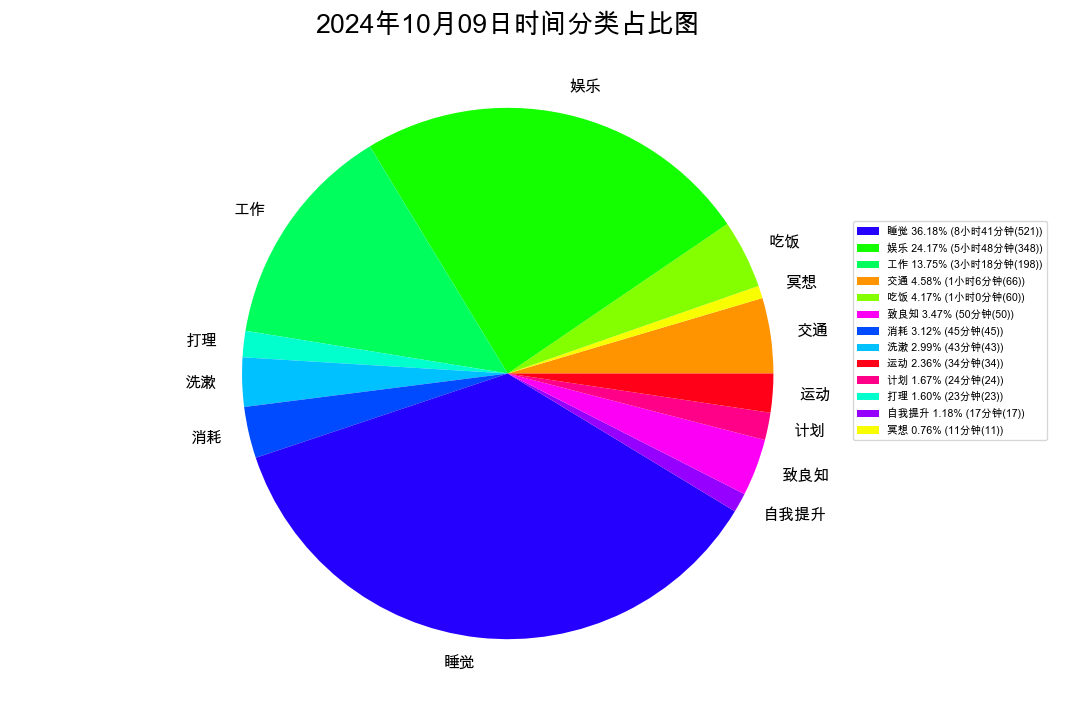 2024年10月09日时间分类占比图
娱乐
工作
吃饭
冥想
交通
打理
洗漱
消耗
运动
计划
致良知
自我提升
睡觉
睡觉 36.18% (8小时41分钟(521))
娱乐 24.17% (5小时48分钟(348))
工作 13.75% (3小时18分钟(198))
交通 4.58% (1小时6分钟(66))
吃饭 4.17% (1小时0分钟(60))
致良知 3.47% (50分钟(50))
消耗 3.12% (45分钟(45))
洗漱 2.99% (43分钟(43))
运动 2.36% (34分钟(34))
计划 1.67% (24分钟(24))
打理 1.60% (23分钟(23))
自我提升 1.18% (17分钟(17))
冥想 0.76% (11分钟(11))